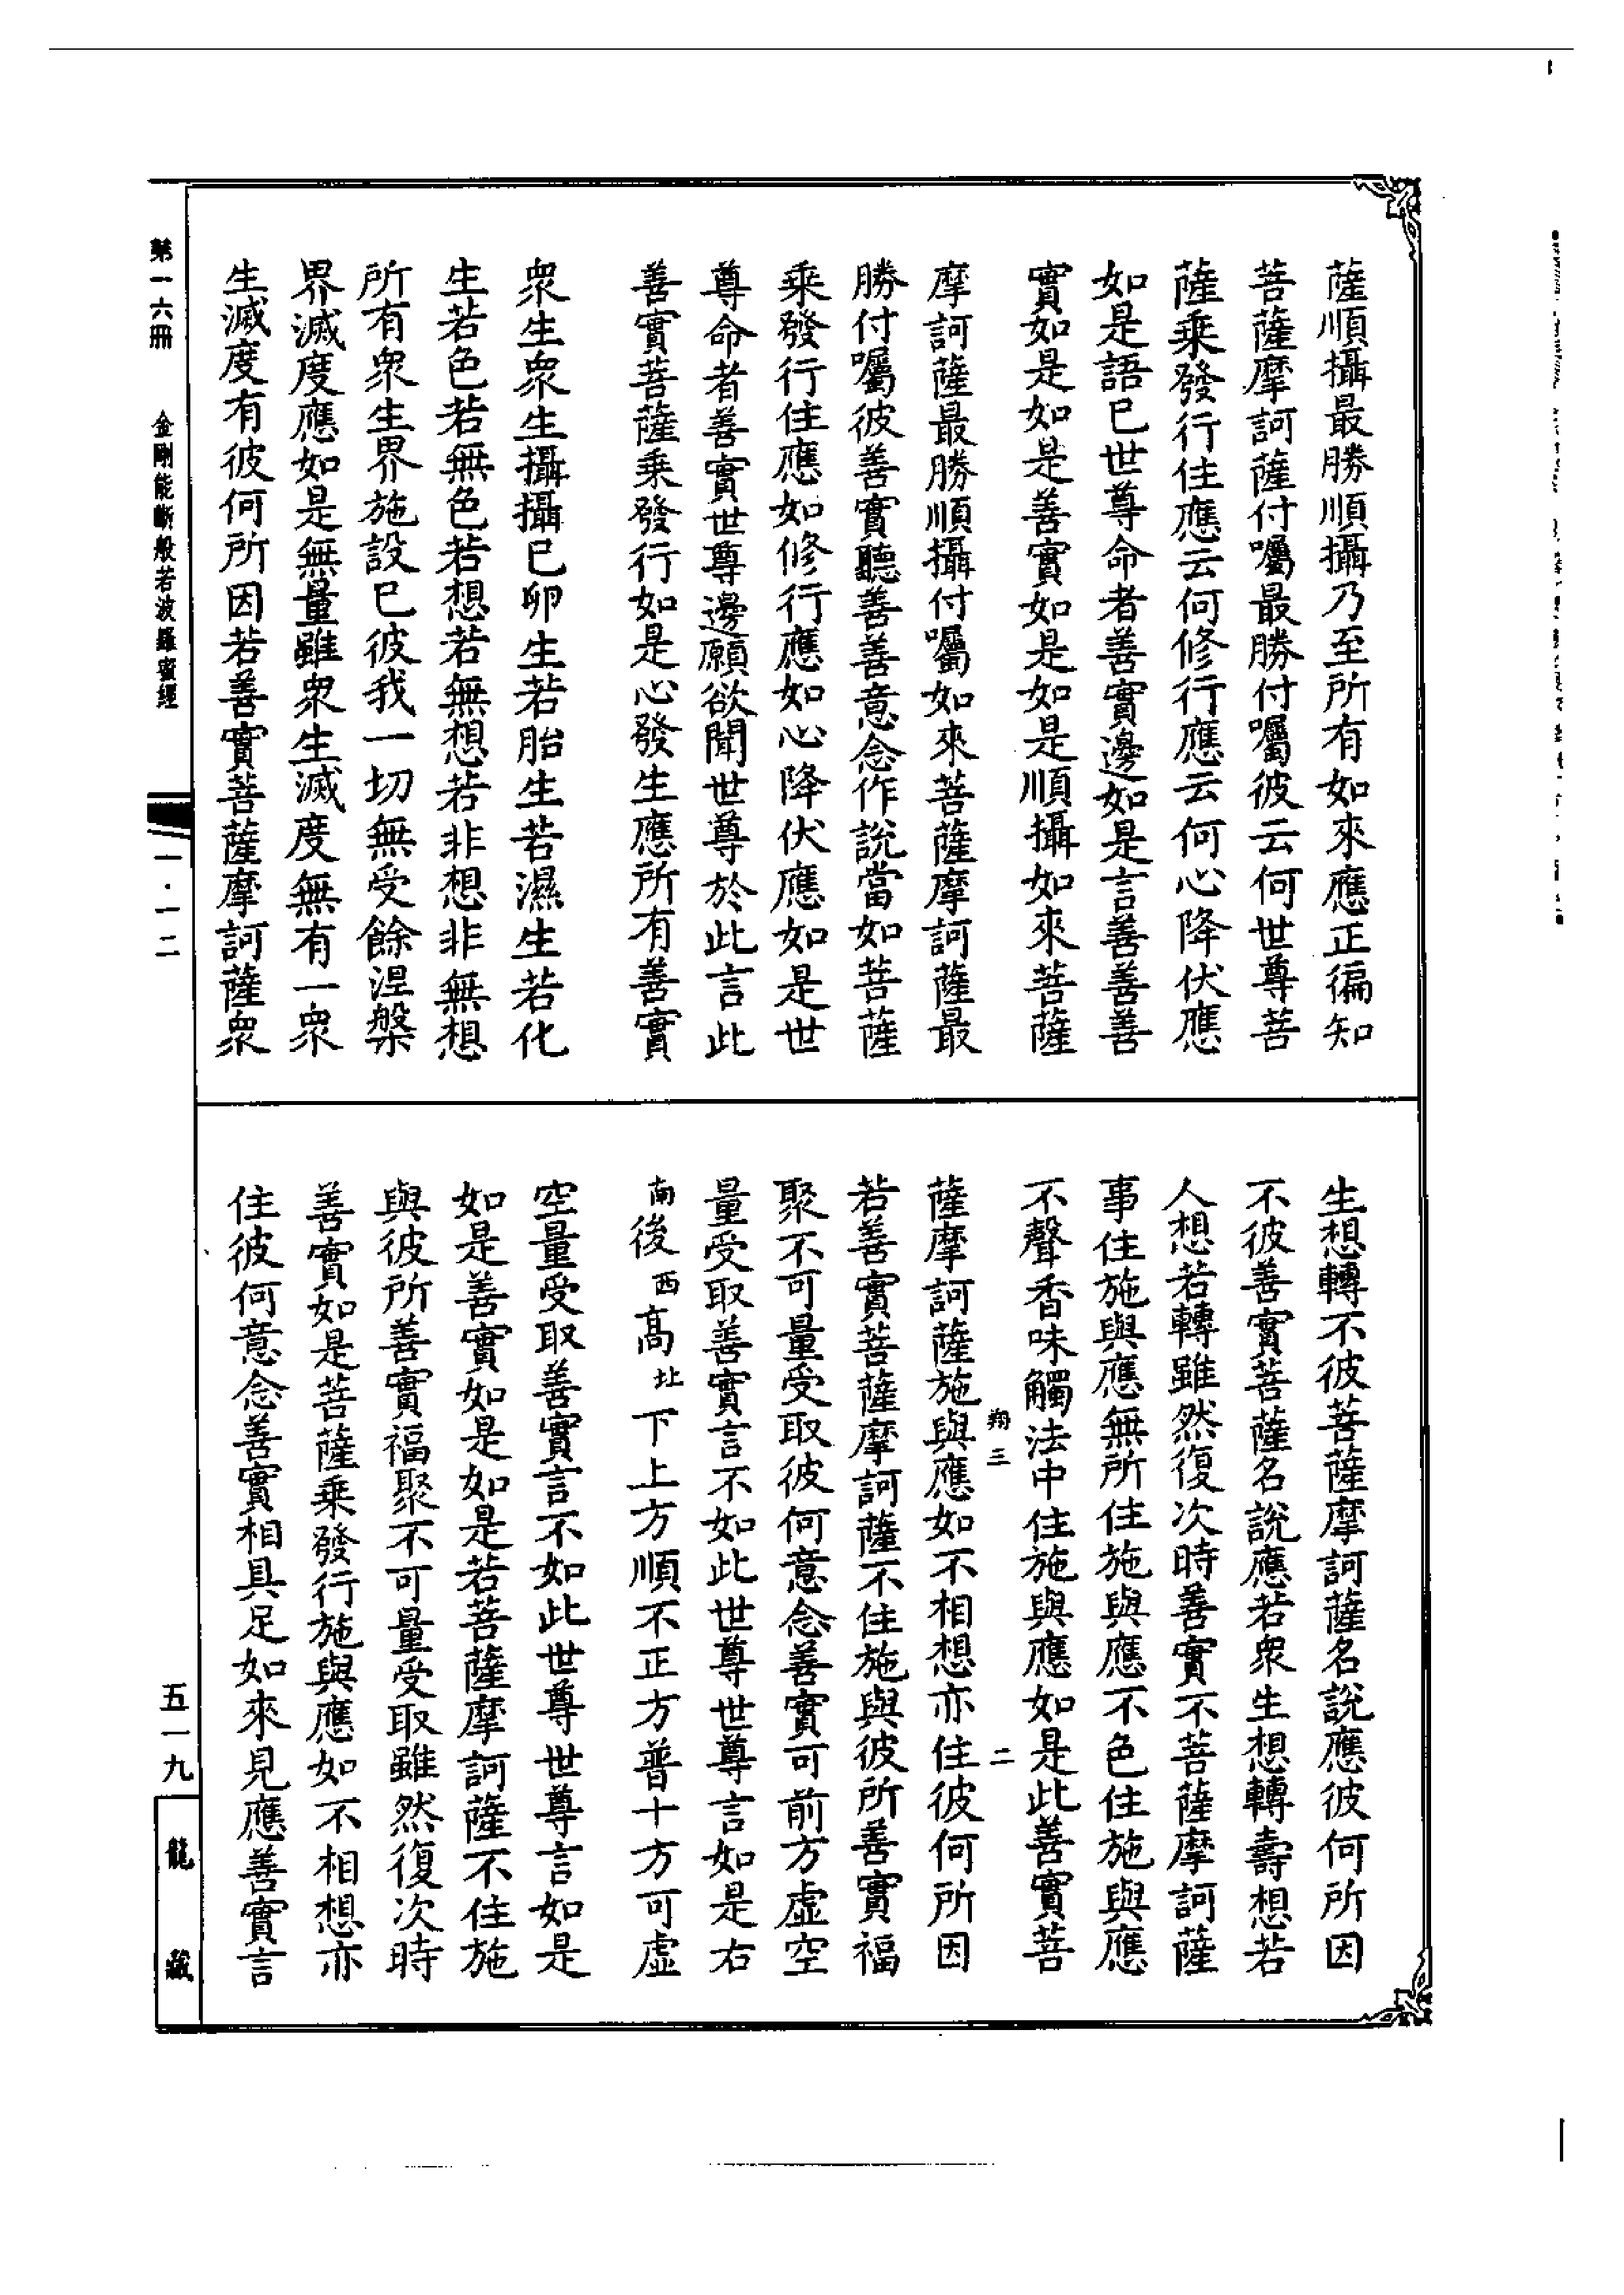 薩順攝最勝順攝乃至所有如來應正徧知
菩薩摩訶薩付囑最勝付囑彼云何世尊菩
薩乘發行住應云何修行應云何心降伏應
如是語已世尊命者善實邊如是言善善善
實如是如是善實如是如是順攝如來菩薩
摩訶薩最勝順攝付囑如來菩薩摩訶薩最
勝付囑彼善實聽善善意念作說當如菩薩
乘發行住應如修行應如心降伏應如是世
尊命者善實世尊邊願欲聞世尊於此言此
善實菩薩乘發行如是心發生應所有善實
眾生眾生攝攝已卵生若胎生若濕生若化
生若色若無色若想若無想若非想非無想
所有眾生界施設已彼我一切無受餘涅槃
界滅度應如是無量雖眾生滅度無有一眾
生滅度有彼何所因若善實菩薩摩訶薩眾
生想轉不彼菩薩摩訶薩名說應彼何所因
不彼善實菩薩名說應若眾生想轉壽想若
人想若轉雖然復次時善實不菩薩摩訶薩
事住施與應無所住施與應不色住施與應
不聲香味觸法中住施與應如是此善實菩
翔三 二
薩摩訶薩施與應如不相想亦住彼何所因
若善實菩薩摩訶薩不住施與彼所善實福
聚不可量受取彼何意念善實可前方虛空
量受取善實言不如此世尊世尊言如是右
南後西高北下上方順不正方普十方可虛
空量受取善實言不如此世尊世尊言如是
如是善實如是如是若菩薩摩訶薩不住施
與彼所善實福聚不可量受取雖然復次時
善實如是菩薩乘發行施與應如不相想亦
住彼何意念善實相具足如來見應善實言
第一六冊 金剛能斷般若波羅蜜經
一·一二
五一九
龍藏